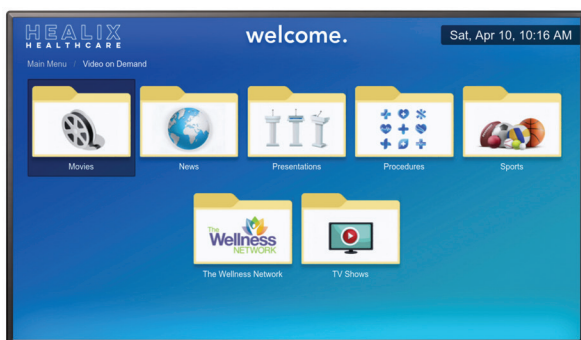 HEALIX
HEALTHCARE
welcome.
Sat, Apr 10, 10:16 AM
Main Menu / Video on Demand
Movies
News
Presentations
Procedures
Sports
The
Wellness
NETWORK
The Wellness Network
TV Shows